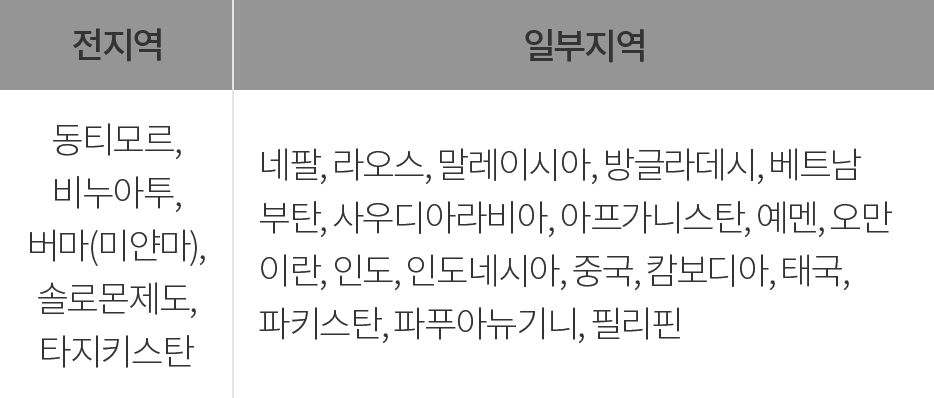 전지역
일부지역
동티모르,
비누아투,
버마(미얀마),
솔로몬제도,
타지키스탄
네팔, 라오스, 말레이시아, 방글라데시, 베트남
부탄, 사우디아라비아, 아프가니스탄, 예멘, 오만
이란, 인도, 인도네시아, 중국, 캄보디아, 태국,
파키스탄, 파푸아뉴기니, 필리핀